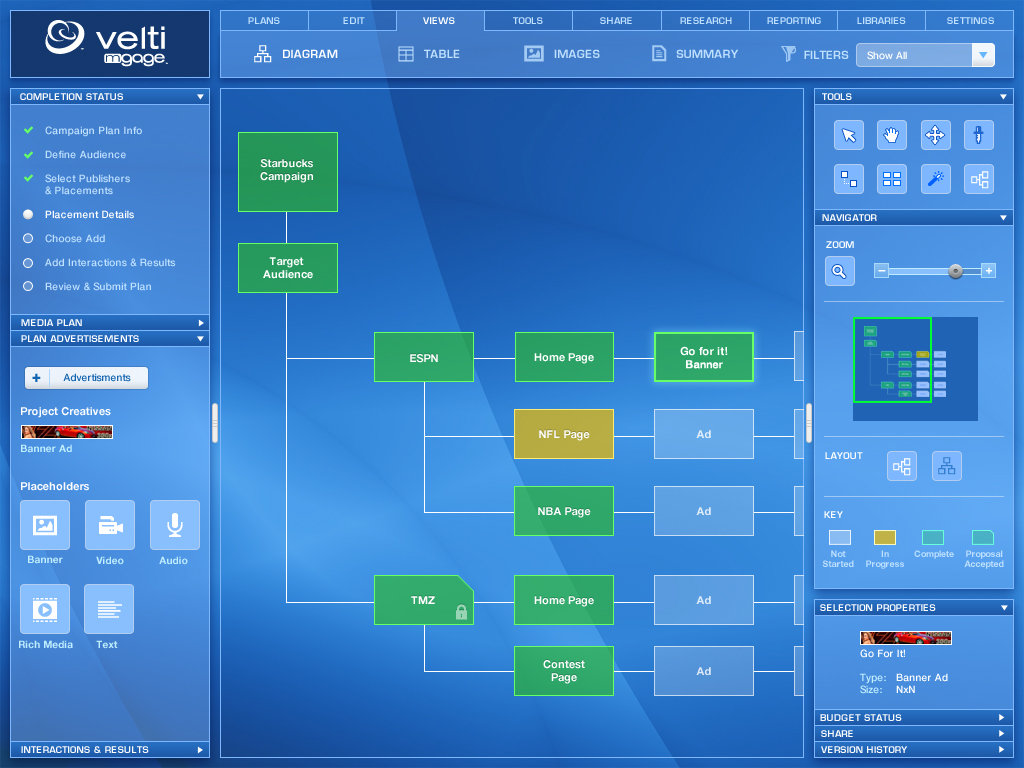 velti
mgage
PLANS
EDIT
VIEWS
TOOLS
SHARE
RESEARCH
REPORTING
LIBRARIES
SETTINGS
DIAGRAM
TABLE
IMAGES
SUMMARY
FILTERS
Show All
COMPLETION STATUS
Campaign Plan Info
Define Audience
Select Publishers
& Placements
Placement Details
Choose Add
Add Interactions & Results
Review & Submit Plan
MEDIA PLAN
PLAN ADVERTISEMENTS
Advertisments
Project Creatives
Banner Ad
Placeholders
Banner
Video
Audio
Rich Media
Text
INTERACTIONS & RESULTS
Starbucks
Campaign
Target
Audience
ESPN
Home Page
Go for it!
Banner
NFL Page
Ad
NBA Page
Ad
TMZ
Home Page
Ad
Contest
Page
Ad
TOOLS
NAVIGATOR
ZOOM
LAYOUT
KEY
Not
Started
In
Progress
Complete
Proposal
Accepted
SELECTION PROPERTIES
Go For It!
Type: Banner Ad
Size: NxN
BUDGET STATUS
SHARE
VERSION HISTORY